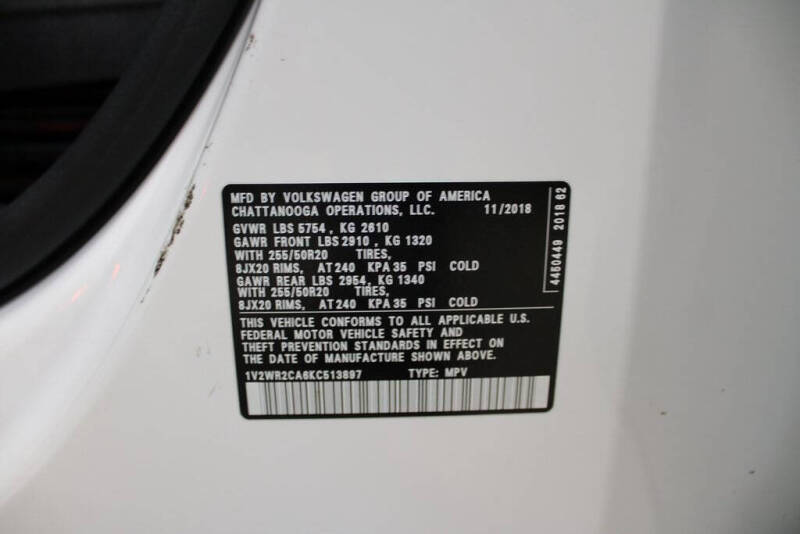 MFD BY VOLKSWAGEN GROUP OF AMERICA
CHATTANOOGA OPERATIONS, LLC. 11/2018
GVWR LBS 5754 , KG 2610
GAWR FRONT LBS 2910 , KG 1320
WITH 255/50R20 TIRES,
8JX20 RIMS, AT 240 KPA 35 PSI COLD
GAWR REAR LBS 2954 , KG 1340
WITH 255/50R20 TIRES,
8JX20 RIMS, AT 240 KPA 35 PSI COLD
THIS VEHICLE CONFORMS TO ALL APPLICABLE U.S.
FEDERAL MOTOR VEHICLE SAFETY AND
THEFT PREVENTION STANDARDS IN EFFECT ON
THE DATE OF MANUFACTURE SHOWN ABOVE.
1V2WR2CA6KC513897 TYPE: MPV
4450449 2018 62